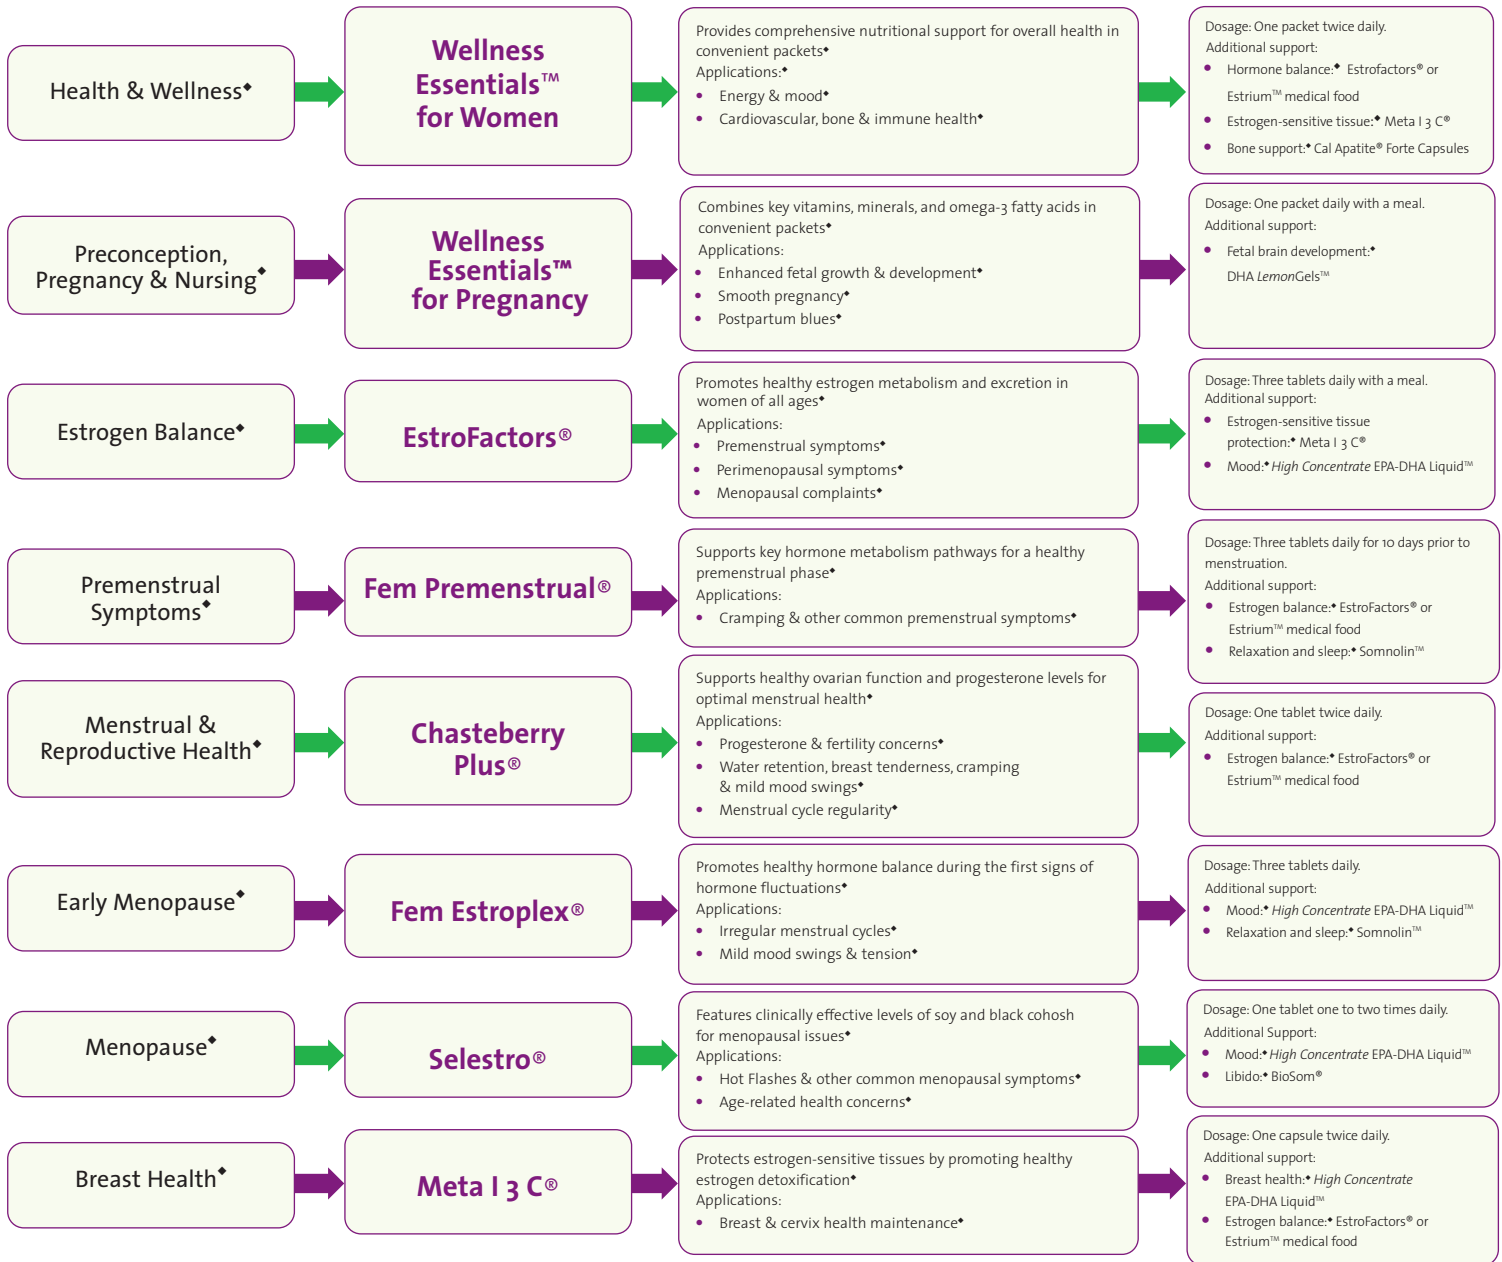 Health & Wellness◆
Wellness
Essentials™
for Women
Provides comprehensive nutritional support for overall health in
convenient packets◆
Applications:◆
• Energy & mood◆
• Cardiovascular, bone & immune health◆
Dosage: One packet twice daily.
Additional support:
• Hormone balance:◆ Estrofactors® or
Estrium™ medical food
• Estrogen-sensitive tissue:◆ Meta I 3 C®
• Bone support:◆ Cal Apatite® Forte Capsules
Preconception,
Pregnancy & Nursing◆
Wellness
Essentials™
for Pregnancy
Combines key vitamins, minerals, and omega-3 fatty acids in
convenient packets◆
Applications:
• Enhanced fetal growth & development◆
• Smooth pregnancy◆
• Postpartum blues◆
Dosage: One packet daily with a meal.
Additional support:
• Fetal brain development:◆
DHA LemonGels™
Estrogen Balance◆
EstroFactors®
Promotes healthy estrogen metabolism and excretion in
women of all ages◆
Applications:
• Premenstrual symptoms◆
• Perimenopausal symptoms◆
• Menopausal complaints◆
Dosage: Three tablets daily with a meal.
Additional support:
• Estrogen-sensitive tissue
protection:◆ Meta I 3 C®
• Mood:◆ High Concentrate EPA-DHA Liquid™
Premenstrual
Symptoms◆
Fem Premenstrual®
Supports key hormone metabolism pathways for a healthy
premenstrual phase◆
Applications:
• Cramping & other common premenstrual symptoms◆
Dosage: Three tablets daily for 10 days prior to
menstruation.
Additional support:
• Estrogen balance:◆ EstroFactors® or
Estrium™ medical food
• Relaxation and sleep:◆ Somnolin™
Menstrual &
Reproductive Health◆
Chasteberry
Plus®
Supports healthy ovarian function and progesterone levels for
optimal menstrual health◆
Applications:
• Progesterone & fertility concerns◆
• Water retention, breast tenderness, cramping
& mild mood swings◆
• Menstrual cycle regularity◆
Dosage: One tablet twice daily.
Additional support:
• Estrogen balance:◆ EstroFactors® or
Estrium™ medical food
Early Menopause◆
Fem Estroplex®
Promotes healthy hormone balance during the first signs of
hormone fluctuations◆
Applications:
• Irregular menstrual cycles◆
• Mild mood swings & tension◆
Dosage: Three tablets daily.
Additional support:
• Mood:◆ High Concentrate EPA-DHA Liquid™
• Relaxation and sleep:◆ Somnolin™
Menopause◆
Selestro®
Features clinically effective levels of soy and black cohosh
for menopausal issues◆
Applications:
• Hot Flashes & other common menopausal symptoms◆
• Age-related health concerns◆
Dosage: One tablet one to two times daily.
Additional Support:
• Mood:◆ High Concentrate EPA-DHA Liquid™
• Libido:◆ BioSom®
Breast Health◆
Meta I 3 C®
Protects estrogen-sensitive tissues by promoting healthy
estrogen detoxification◆
Applications:
• Breast & cervix health maintenance◆
Dosage: One capsule twice daily.
Additional support:
• Breast health:◆ High Concentrate
EPA-DHA Liquid™
• Estrogen balance:◆ EstroFactors® or
Estrium™ medical food